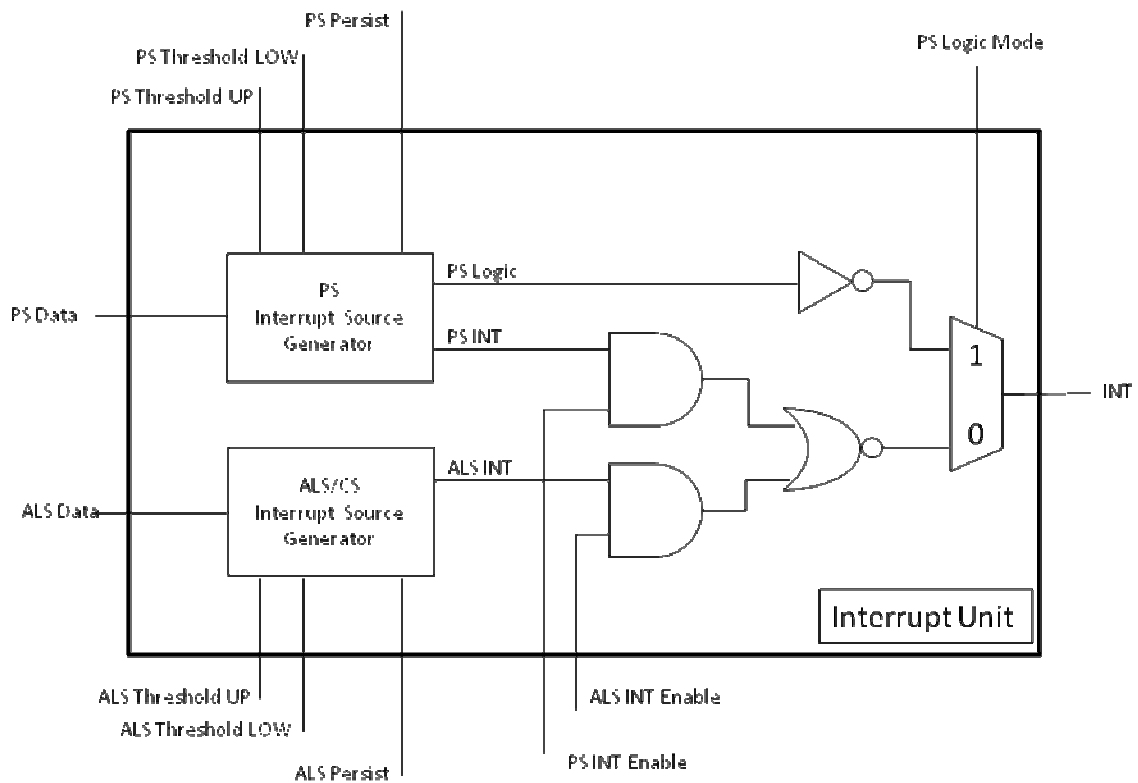 PS Persist
PS Threshold LOW
PS Threshold UP
PS Logic Mode
PS Logic
PS
Interrupt Source
Generator
PS Data
PS INT
1
INT
0
ALS INT
ALS/CS
Interrupt Source
Generator
ALS Data
Interrupt Unit
ALS Threshold UP
ALS INT Enable
ALS Threshold LOW
PS INT Enable
ALS Persist